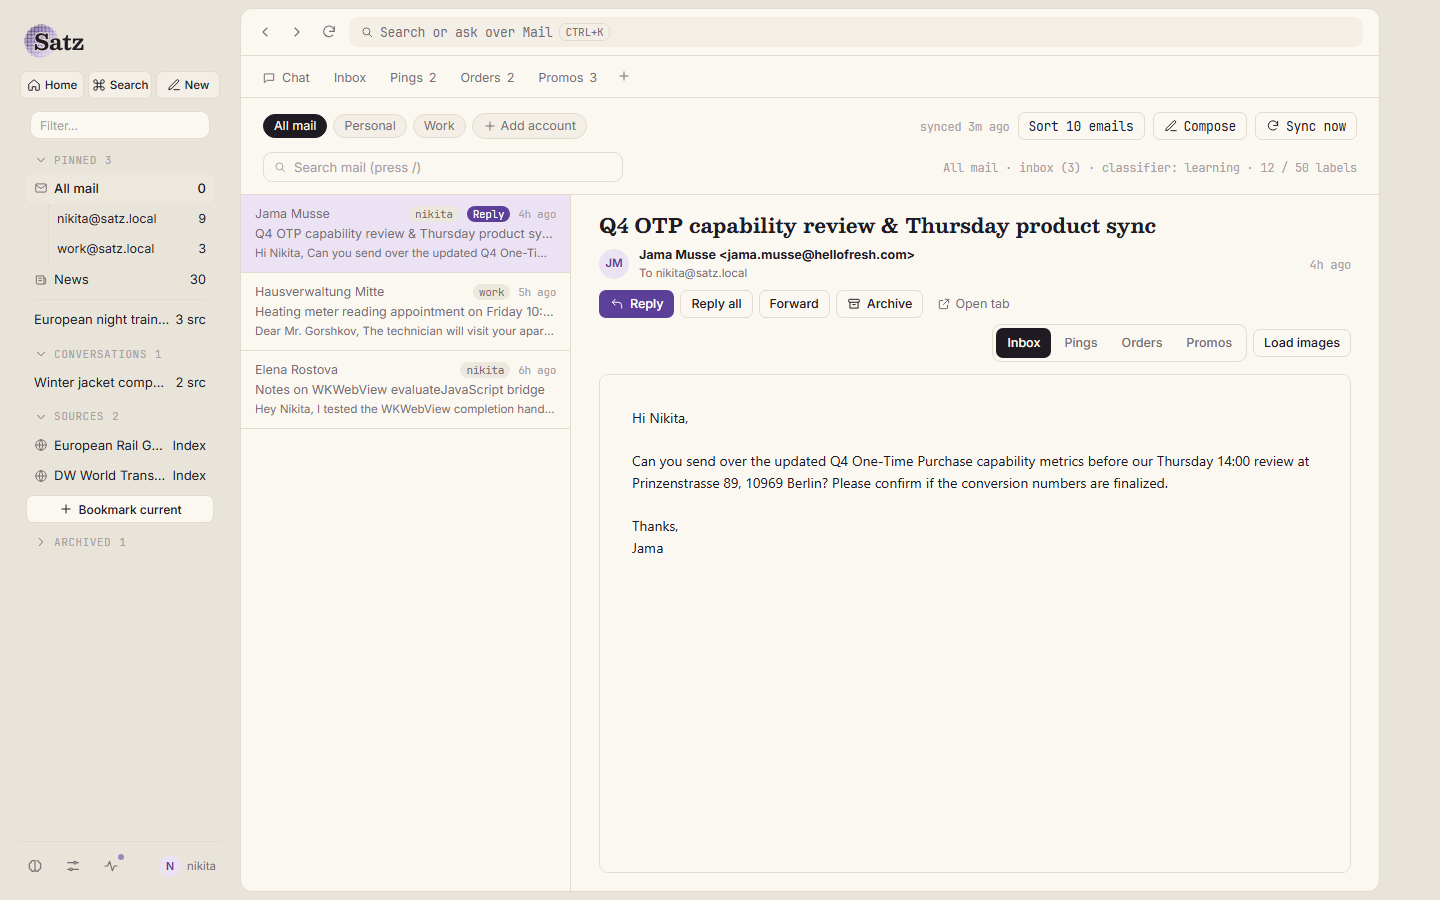 Satz
Home
Search
New
Filter...
PINNED 3
All mail 0
nikita@satz.local 9
work@satz.local 3
News 30
European night train... 3 src
CONVERSATIONS 1
Winter jacket comp... 2 src
SOURCES 2
European Rail G... Index
DW World Trans... Index
Bookmark current
ARCHIVED 1
N nikita
Search or ask over Mail CTRL+K
Chat Inbox Pings 2 Orders 2 Promos 3
All mail Personal Work Add account
synced 3m ago Sort 10 emails Compose Sync now
Search mail (press /)
All mail · inbox (3) · classifier: learning · 12 / 50 labels
Jama Musse nikita Reply 4h ago
Q4 OTP capability review & Thursday product sy...
Hi Nikita, Can you send over the updated Q4 One-Ti...
Hausverwaltung Mitte work 5h ago
Heating meter reading appointment on Friday 10:...
Dear Mr. Gorshkov, The technician will visit your apar...
Elena Rostova nikita 6h ago
Notes on WKWebView evaluateJavaScript bridge
Hey Nikita, I tested the WKWebView completion hand...
Q4 OTP capability review & Thursday product sync
JM
Jama Musse <jama.musse@hellofresh.com>
To nikita@satz.local
4h ago
Reply Reply all Forward Archive Open tab
Inbox Pings Orders Promos Load images
Hi Nikita,
Can you send over the updated Q4 One-Time Purchase capability metrics before our Thursday 14:00 review at
Prinzenstrasse 89, 10969 Berlin? Please confirm if the conversion numbers are finalized.
Thanks,
Jama